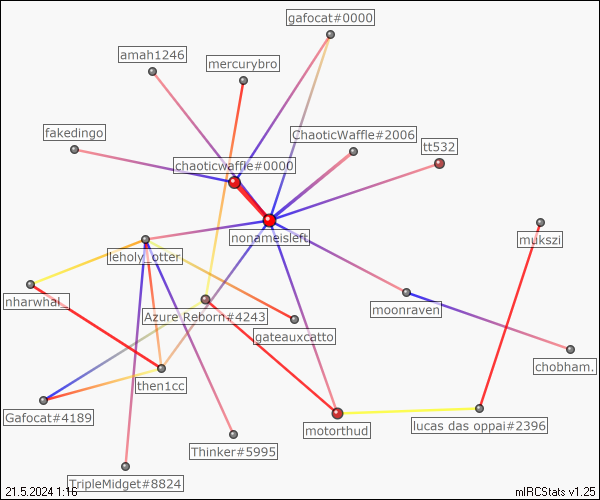 gafocat#0000
amah1246
mercurybro
fakedingo
ChaoticWaffle#2006
tt532
chaoticwaffle#0000
nonameisleft
mukszi
leholy_otter
nharwhal_
Azure Reborn#4243
moonraven
gateauxcatto
chobham.
then1cc
Gafocat#4189
motorthud
lucas das oppai#2396
Thinker#5995
TripleMidget#8824
21.5.2024 1:16
mIRCStats v1.25